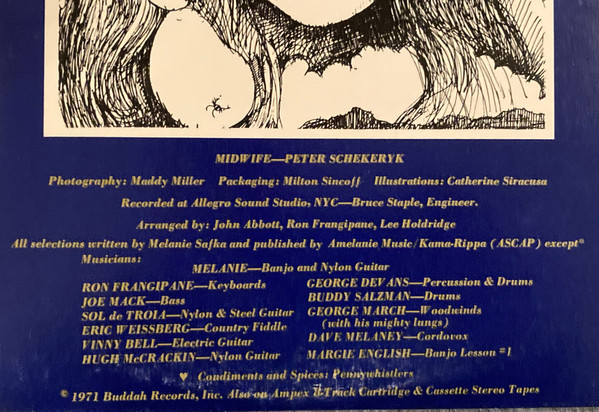 MIDWIFE—PETER SCHEKERYK
Photography: Maddy Miller Packaging: Milton Sincoff Illustrations: Catherine Siracusa
Recorded at Allegro Sound Studio, NYC—Bruce Staple, Engineer.
Arranged by: John Abbott, Ron Frangipane, Lee Holdridge
All selections written by Melanie Safka and published by Amelanie Music/Kama-Rippa (ASCAP) except*
Musicians:
MELANIE—Banjo and Nylon Guitar
RON FRANGIPANE—Keyboards
JOE MACK—Bass
SOL de TROIA—Nylon & Steel Guitar
ERIC WEISSBERG—Country Fiddle
VINNY BELL—Electric Guitar
HUGH McCRACKIN—Nylon Guitar
GEORGE DEVANS—Percussion & Drums
BUDDY SALZMAN—Drums
GEORGE MARCH—Woodwinds
(with his mighty lungs)
DAVE MELANEY—Cordovox
MARGIE ENGLISH—Banjo Lesson #1
♥ Condiments and Spices: Pennywhistlers
© 1971 Buddah Records, Inc. Also on Ampex 8-Track Cartridge & Cassette Stereo Tapes